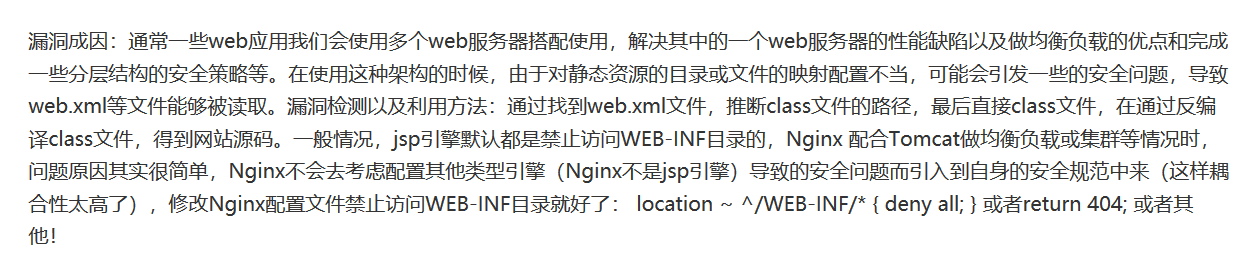 漏洞成因：通常一些web应用我们会使用多个web服务器搭配使用，解决其中的一个web服务器的性能缺陷以及做均衡负载的优点和完成
一些分层结构的安全策略等。在使用这种架构的时候，由于对静态资源的目录或文件的映射配置不当，可能会引发一些的安全问题，导致
web.xml等文件能够被读取。漏洞检测以及利用方法：通过找到web.xml文件，推断class文件的路径，最后直接class文件，在通过反编
译class文件，得到网站源码。一般情况，jsp引擎默认都是禁止访问WEB-INF目录的，Nginx 配合Tomcat做均衡负载或集群等情况时，
问题原因其实很简单，Nginx不会去考虑配置其他类型引擎（Nginx不是jsp引擎）导致的安全问题而引入到自身的安全规范中来（这样耦
合性太高了），修改Nginx配置文件禁止访问WEB-INF目录就好了： location ~ ^/WEB-INF/* { deny all; } 或者return 404; 或者其
他！